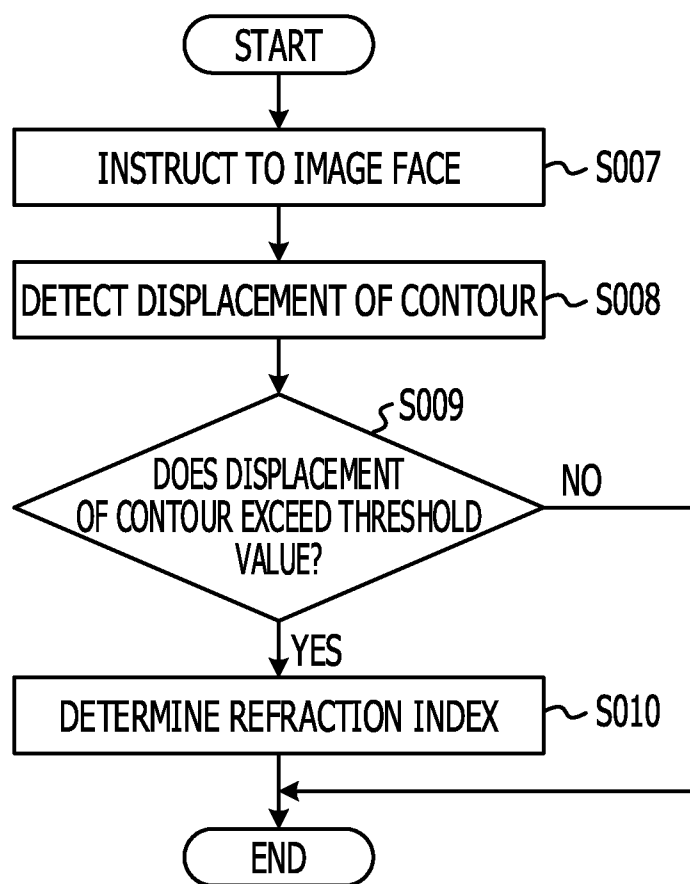 START
INSTRUCT TO IMAGE FACE
S007
DETECT DISPLACEMENT OF CONTOUR
S008
S009
DOES DISPLACEMENT
OF CONTOUR EXCEED THRESHOLD
VALUE?
NO
YES
DETERMINE REFRACTION INDEX
S010
END